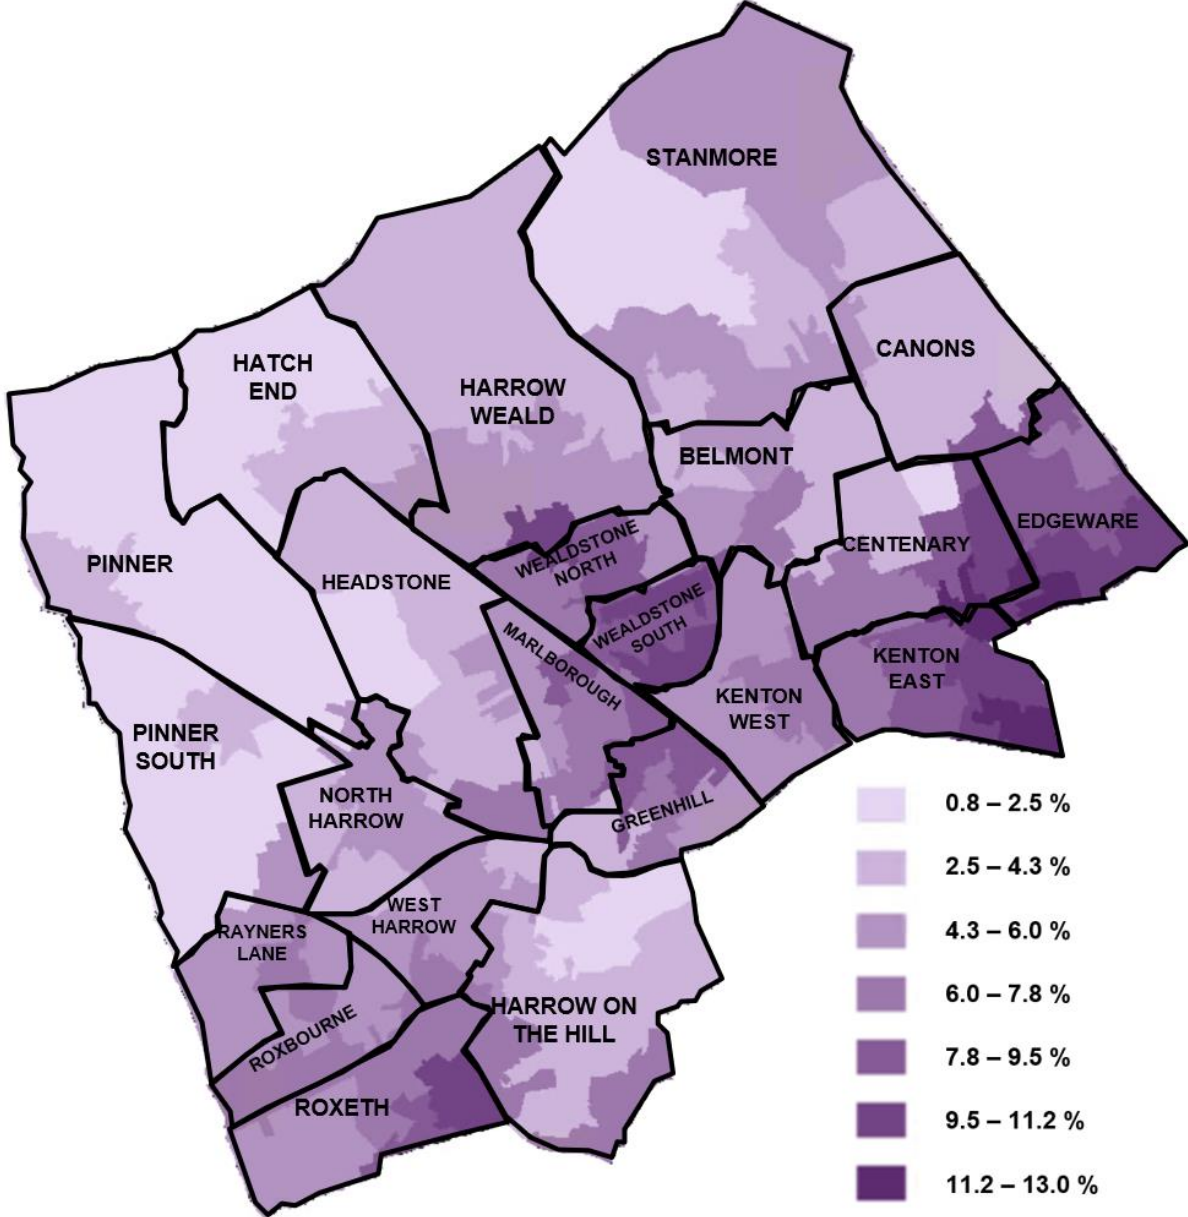 STANMORE
CANONS
HATCH
END
HARROW
WEALD
BELMONT
EDGEWARE
CENTENARY
WEALDSTONE
NORTH
PINNER
HEADSTONE
WEALDSTONE
SOUTH
MARLBOROUGH
KENTON
EAST
KENTON
WEST
PINNER
SOUTH
NORTH
HARROW
GREENHILL
WEST
HARROW
RAYNERS
LANE
HARROW ON
THE HILL
ROXBOURNE
ROXETH
0.8 – 2.5 %
2.5 – 4.3 %
4.3 – 6.0 %
6.0 – 7.8 %
7.8 – 9.5 %
9.5 – 11.2 %
11.2 – 13.0 %